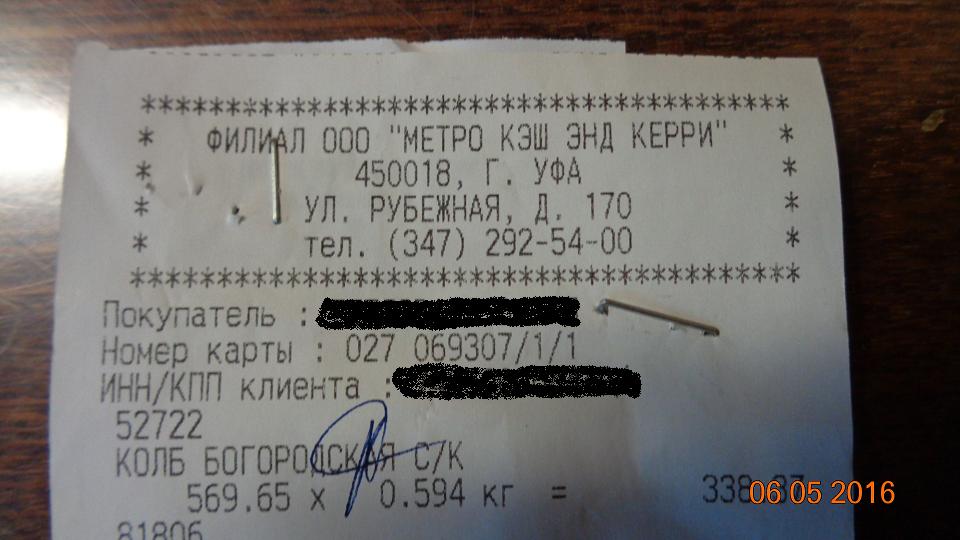 ***************************************
* ФИЛИАЛ ООО "МЕТРО КЭШ ЭНД КЕРРИ" *
* 450018, Г. УФА *
* УЛ. РУБЕЖНАЯ, Д. 170 *
* тел. (347) 292-54-00 *
***************************************
Покупатель :
Номер карты : 027 069307/1/1
ИНН/КПП клиента :
52722
КОЛБ БОГОРОДСКАЯ С/К
569.65 x 0.594 кг =
06 05 2016
81806